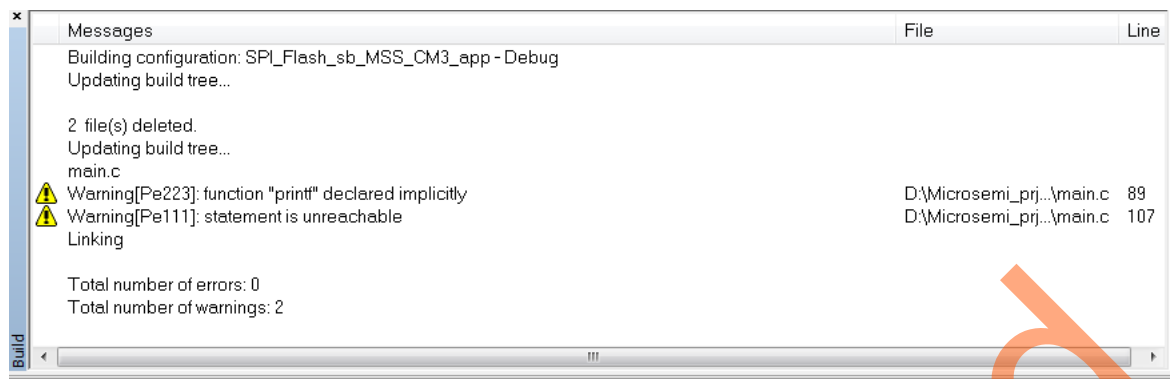 Messages File Line
Building configuration: SPI_Flash_sb_MSS_CM3_app - Debug
Updating build tree...
2 file(s) deleted.
Updating build tree...
main.c
Warning[Pe223]: function "printf" declared implicitly D:\Microsemi_prj...\main.c 89
Warning[Pe111]: statement is unreachable D:\Microsemi_prj...\main.c 107
Linking
Total number of errors: 0
Total number of warnings: 2
Build